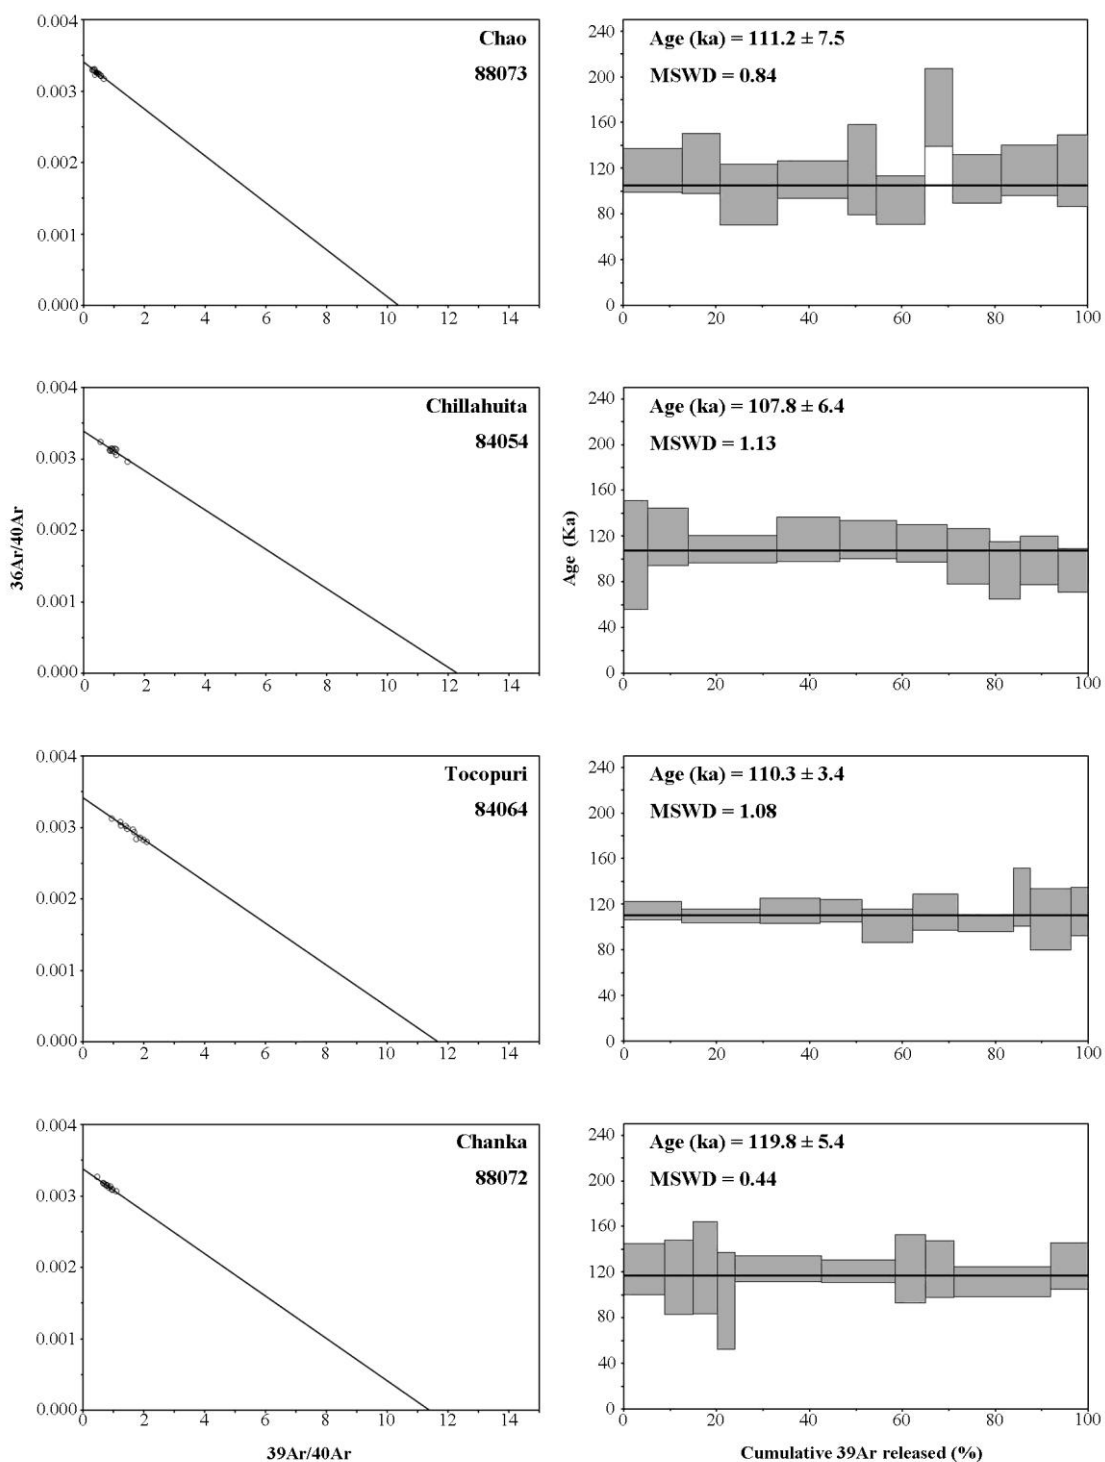 0.004
0.003
0.002
0.001
0.000
0 2 4 6 8 10 12 14
Chao
88073
240
200
160
120
80
40
0
0 20 40 60 80 100
Age (ka) = 111.2 ± 7.5
MSWD = 0.84
0.004
0.003
0.002
0.001
0.000
0 2 4 6 8 10 12 14
Chillahuita
84054
36Ar/40Ar
240
200
160
120
80
40
0
0 20 40 60 80 100
Age (ka) = 107.8 ± 6.4
MSWD = 1.13
Age (Ka)
0.004
0.003
0.002
0.001
0.000
0 2 4 6 8 10 12 14
Tocopuri
84064
240
200
160
120
80
40
0
0 20 40 60 80 100
Age (ka) = 110.3 ± 3.4
MSWD = 1.08
0.004
0.003
0.002
0.001
0.000
0 2 4 6 8 10 12 14
Chanka
88072
39Ar/40Ar
240
200
160
120
80
40
0
0 20 40 60 80 100
Age (ka) = 119.8 ± 5.4
MSWD = 0.44
Cumulative 39Ar released (%)